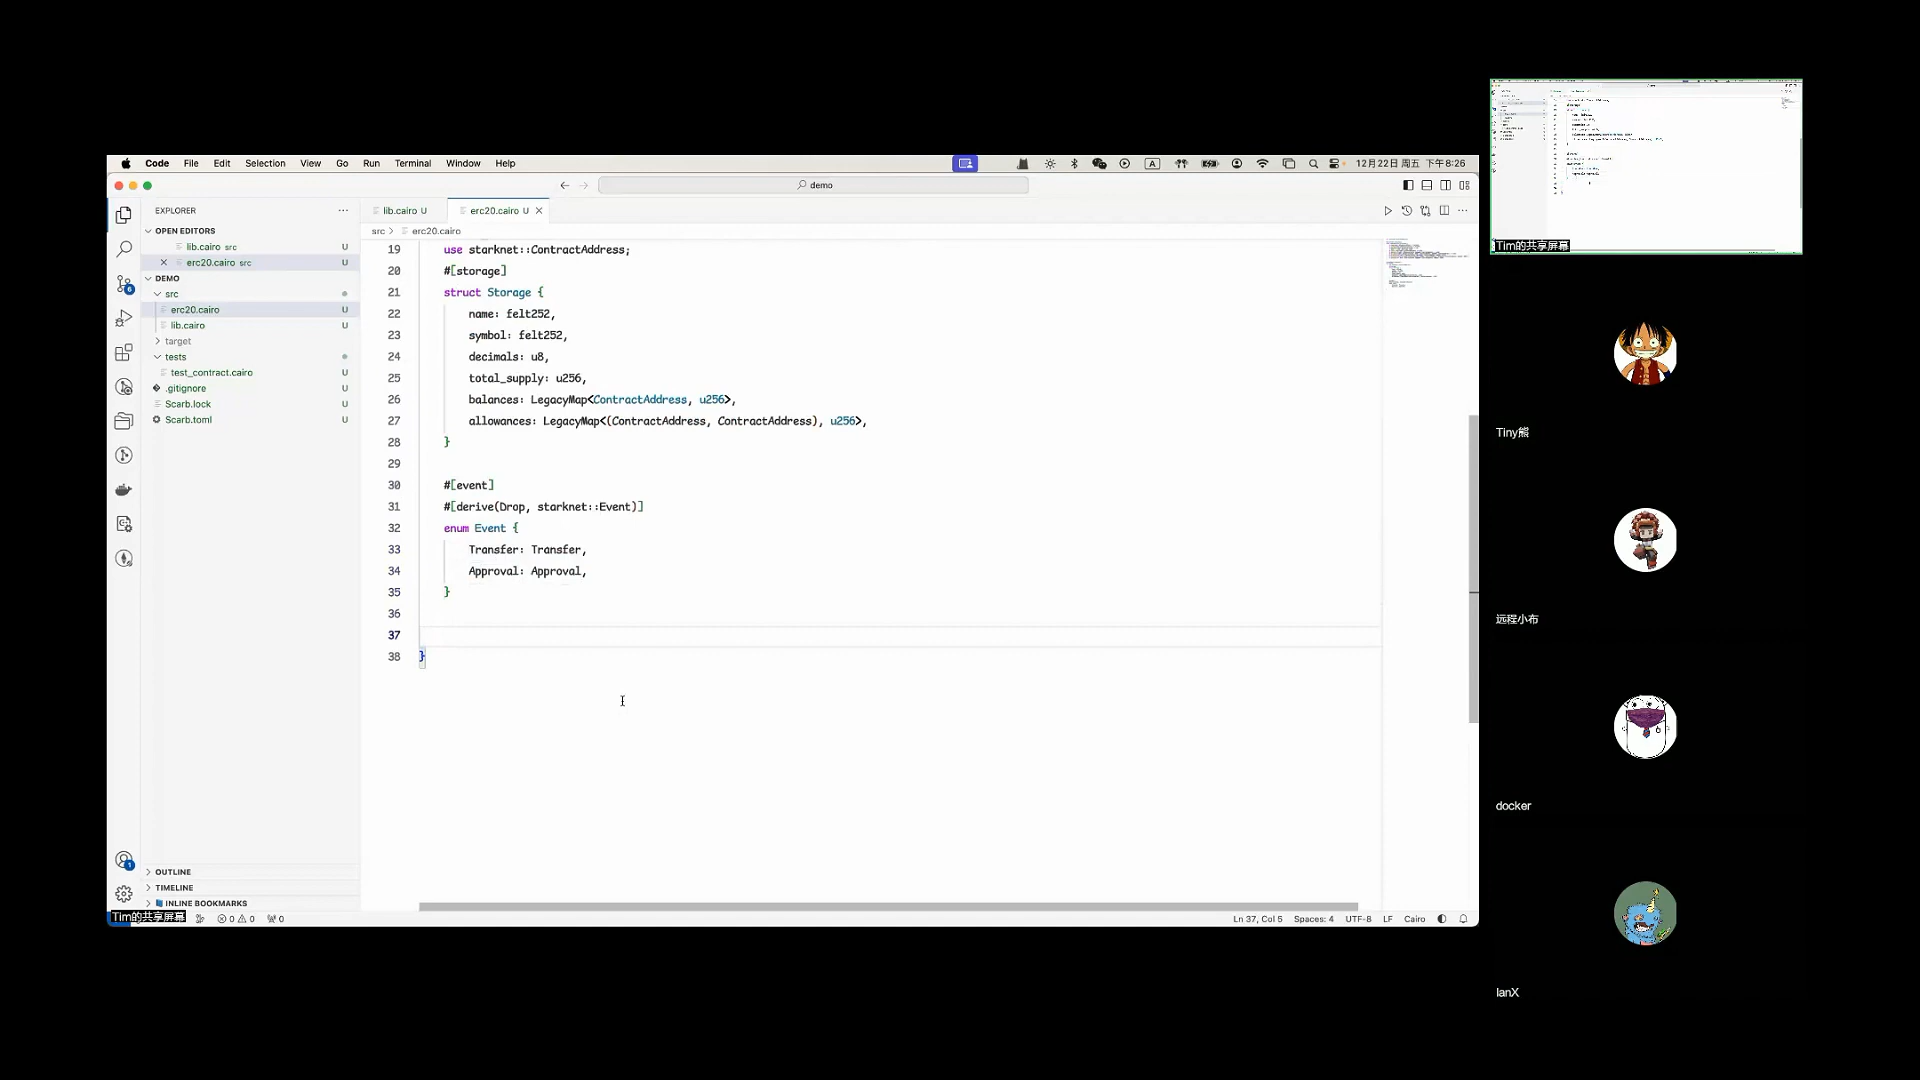 Code File Edit Selection View Go Run Terminal Window Help
A
12月22日 周五 下午8:26
demo
EXPLORER
OPEN EDITORS
lib.cairo src U
erc20.cairo src U
DEMO
src
erc20.cairo U
lib.cairo U
target
tests
test_contract.cairo U
.gitignore U
Scarb.lock U
Scarb.toml U
6
1
OUTLINE
TIMELINE
INLINE BOOKMARKS
lib.cairo U
erc20.cairo U
src > erc20.cairo
19 use starknet::ContractAddress;
20 #[storage]
21 struct Storage {
22 name: felt252,
23 symbol: felt252,
24 decimals: u8,
25 total_supply: u256,
26 balances: LegacyMap<ContractAddress, u256>,
27 allowances: LegacyMap<(ContractAddress, ContractAddress), u256>,
28 }
29
30 #[event]
31 #[derive(Drop, starknet::Event)]
32 enum Event {
33 Transfer: Transfer,
34 Approval: Approval,
35 }
36
37
38 }
Tim的共享屏幕
0 0 0
Ln 37, Col 5 Spaces: 4 UTF-8 LF Cairo
Tim的共享屏幕
Tiny熊
远程小布
docker
IanX